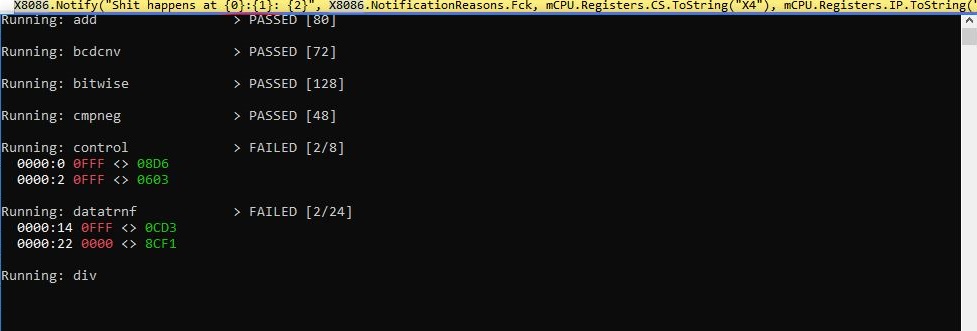 X8086.Notify("Shit happens at {0}:{1}: {2}", X8086.NotificationReasons.Fck, mCPU.Registers.CS.ToString("X4"), mCPU.Registers.IP.ToString("
Running: add > PASSED [80]
Running: bcdcnv > PASSED [72]
Running: bitwise > PASSED [128]
Running: cmpneg > PASSED [48]
Running: control > FAILED [2/8]
0000:0 0FFF <> 08D6
0000:2 0FFF <> 0603
Running: datatrnf > FAILED [2/24]
0000:14 0FFF <> 0CD3
0000:22 0000 <> 8CF1
Running: div